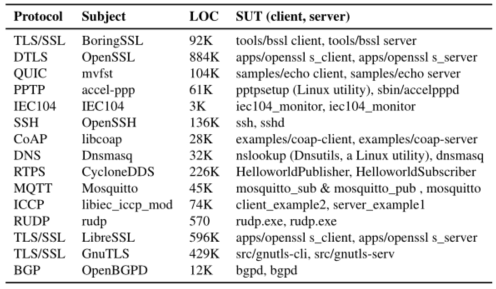 Protocol Subject LOC SUT (client, server)
TLS/SSL BoringSSL 92K tools/bssl client, tools/bssl server
DTLS OpenSSL 884K apps/openssl s_client, apps/openssl s_server
QUIC mvfst 104K samples/echo client, samples/echo server
PPTP accel-ppp 61K pptpsetup (Linux utility), sbin/accelpppd
IEC104 IEC104 3K iec104_monitor, iec104_monitor
SSH OpenSSH 136K ssh, sshd
CoAP libcoap 28K examples/coap-client, examples/coap-server
DNS Dnsmasq 32K nslookup (Dnsutils, a Linux utility), dnsmasq
RTPS CycloneDDS 226K HelloworldPublisher, HelloworldSubscriber
MQTT Mosquitto 45K mosquitto_sub & mosquitto_pub , mosquitto
ICCP libiec_iccp_mod 74K client_example2, server_example1
RUDP rudp 570 rudp.exe, rudp.exe
TLS/SSL LibreSSL 596K apps/openssl s_client, apps/openssl s_server
TLS/SSL GnuTLS 429K src/gnutls-cli, src/gnutls-serv
BGP OpenBGPD 12K bgpd, bgpd